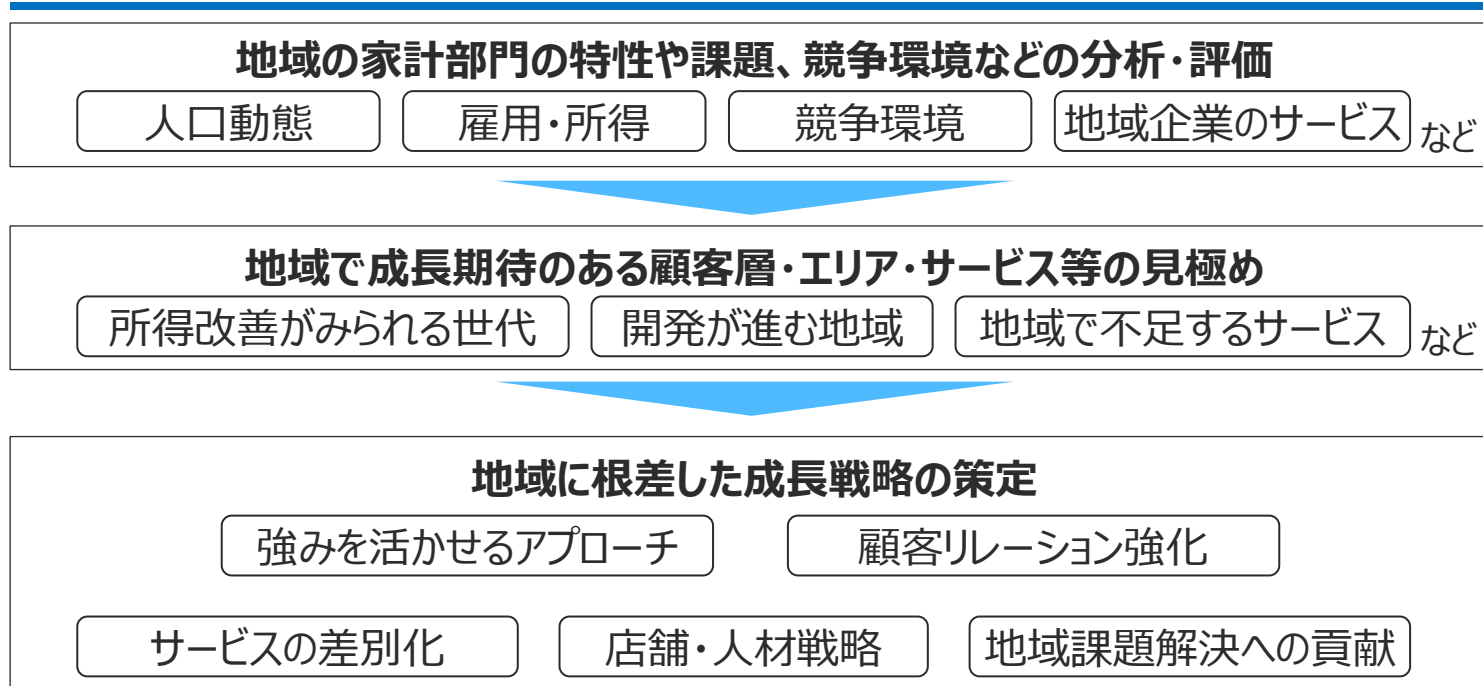 地域の家計部門の特性や課題、競争環境などの分析・評価
人口動態 雇用・所得 競争環境 地域企業のサービス など
地域で成長期待のある顧客層・エリア・サービス等の見極め
所得改善がみられる世代 開発が進む地域 地域で不足するサービス など
地域に根差した成長戦略の策定
強みを活かせるアプローチ 顧客リレーション強化
サービスの差別化 店舗・人材戦略 地域課題解決への貢献